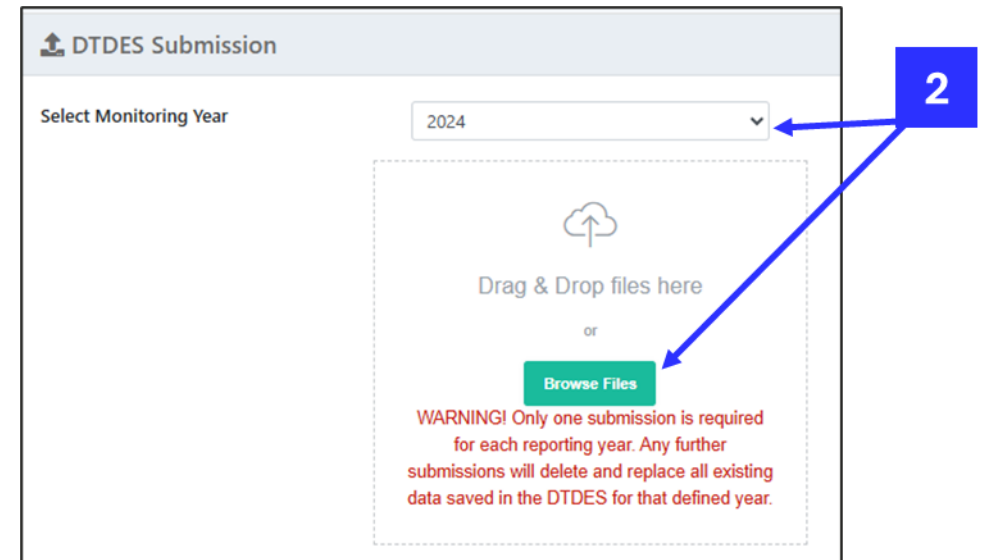 DTDES Submission
2
Select Monitoring Year
2024
Drag & Drop files here
or
Browse Files
WARNING! Only one submission is required
for each reporting year. Any further
submissions will delete and replace all existing
data saved in the DTDES for that defined year.